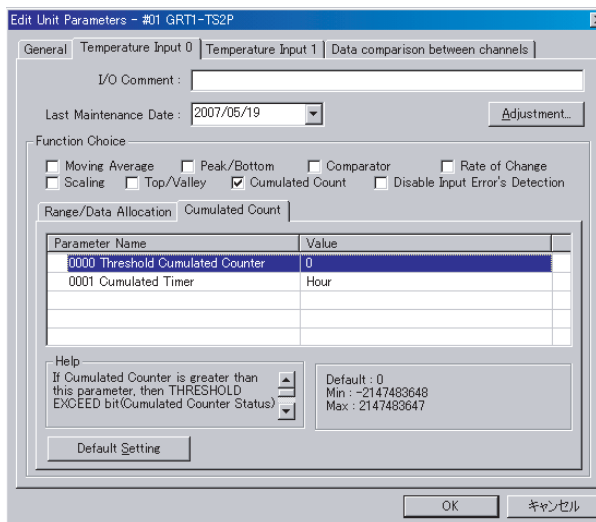 Edit Unit Parameters - #01 GRT1-TS2P
General Temperature Input 0 Temperature Input 1 Data comparison between channels
I/O Comment :
Last Maintenance Date : 2007/05/19 Adjustment...
Function Choice
Moving Average Peak/Bottom Comparator Rate of Change
Scaling Top/Valley Cumulated Count Disable Input Error's Detection
Range/Data Allocation Cumulated Count
Parameter Name Value
0000 Threshold Cumulated Counter 0
0001 Cumulated Timer Hour
Help
If Cumulated Counter is greater than
this parameter, then THRESHOLD
EXCEED bit(Cumulated Counter Status)
Default : 0
Min : -2147483648
Max : 2147483647
Default Setting
OK キャンセル